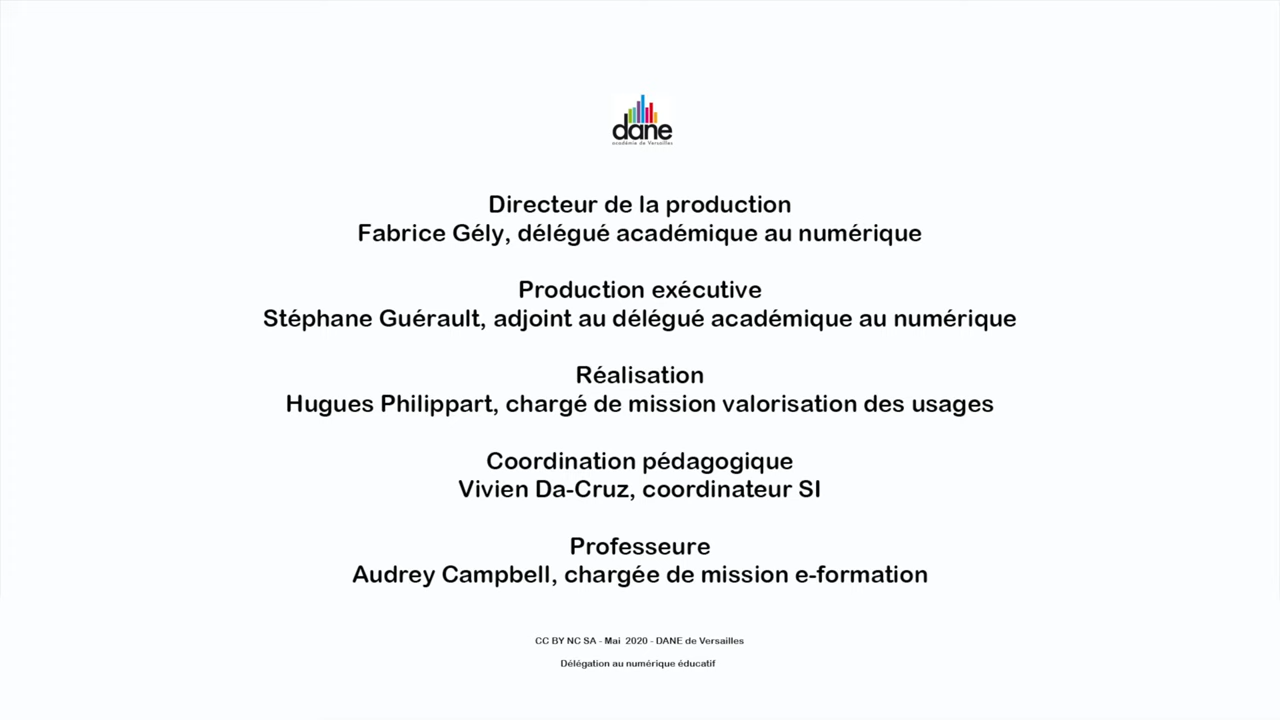 dane
académie de Versailles
Directeur de la production
Fabrice Gély, délégué académique au numérique
Production exécutive
Stéphane Guérault, adjoint au délégué académique au numérique
Réalisation
Hugues Philippart, chargé de mission valorisation des usages
Coordination pédagogique
Vivien Da-Cruz, coordinateur SI
Professeure
Audrey Campbell, chargée de mission e-formation
CC BY NC SA - Mai 2020 - DANE de Versailles
Délégation au numérique éducatif